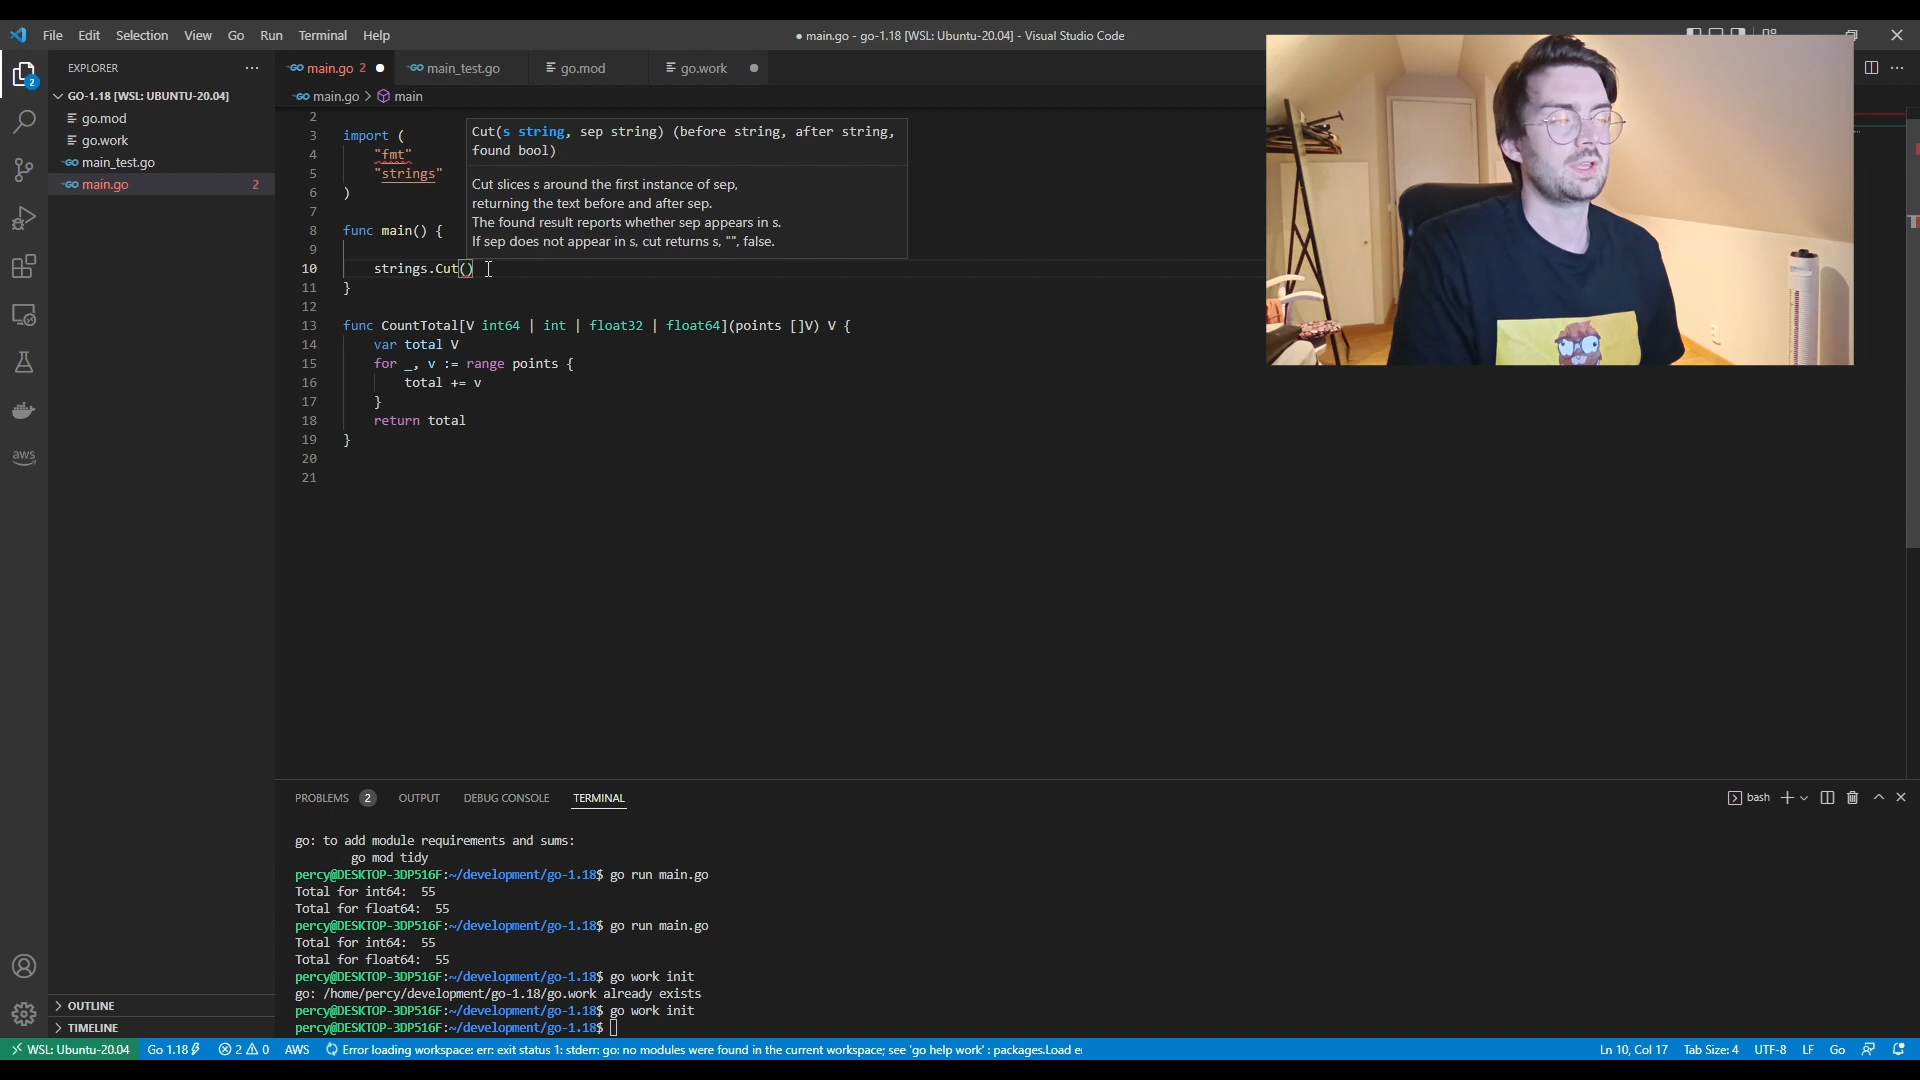 File Edit Selection View Go Run Terminal Help
● main.go - go-1.18 [WSL: Ubuntu-20.04] - Visual Studio Code
EXPLORER
GO-1.18 [WSL: UBUNTU-20.04]
go.mod
go.work
main_test.go
main.go 2
main.go 2
main_test.go
go.mod
go.work
main.go > main
2
3 import (
4 "fmt"
5 "strings"
6 )
7
8 func main() {
9
10 strings.Cut()
11 }
12
13 func CountTotal[V int64 | int | float32 | float64](points []V) V {
14 var total V
15 for _, v := range points {
16 total += v
17 }
18 return total
19 }
20
21
Cut(s string, sep string) (before string, after string,
found bool)
Cut slices s around the first instance of sep,
returning the text before and after sep.
The found result reports whether sep appears in s.
If sep does not appear in s, cut returns s, "", false.
2
aws
OUTLINE
TIMELINE
PROBLEMS 2 OUTPUT DEBUG CONSOLE TERMINAL
bash
go: to add module requirements and sums:
go mod tidy
percy@DESKTOP-3DP516F:~/development/go-1.18$ go run main.go
Total for int64: 55
Total for float64: 55
percy@DESKTOP-3DP516F:~/development/go-1.18$ go run main.go
Total for int64: 55
Total for float64: 55
percy@DESKTOP-3DP516F:~/development/go-1.18$ go work init
go: /home/percy/development/go-1.18/go.work already exists
percy@DESKTOP-3DP516F:~/development/go-1.18$ go work init
percy@DESKTOP-3DP516F:~/development/go-1.18$
WSL: Ubuntu-20.04 Go 1.18 2 0 AWS Error loading workspace: err: exit status 1: stderr: go: no modules were found in the current workspace; see 'go help work' : packages.Load
Ln 10, Col 17 Tab Size: 4 UTF-8 LF Go